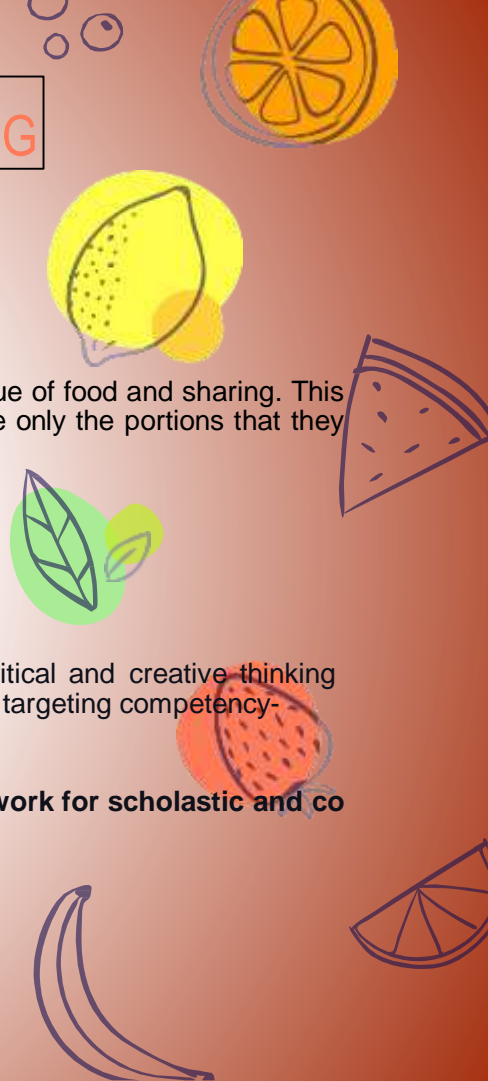 G
ue of food and sharing. This
e only the portions that they
itical and creative thinking
targeting competency-
work for scholastic and co